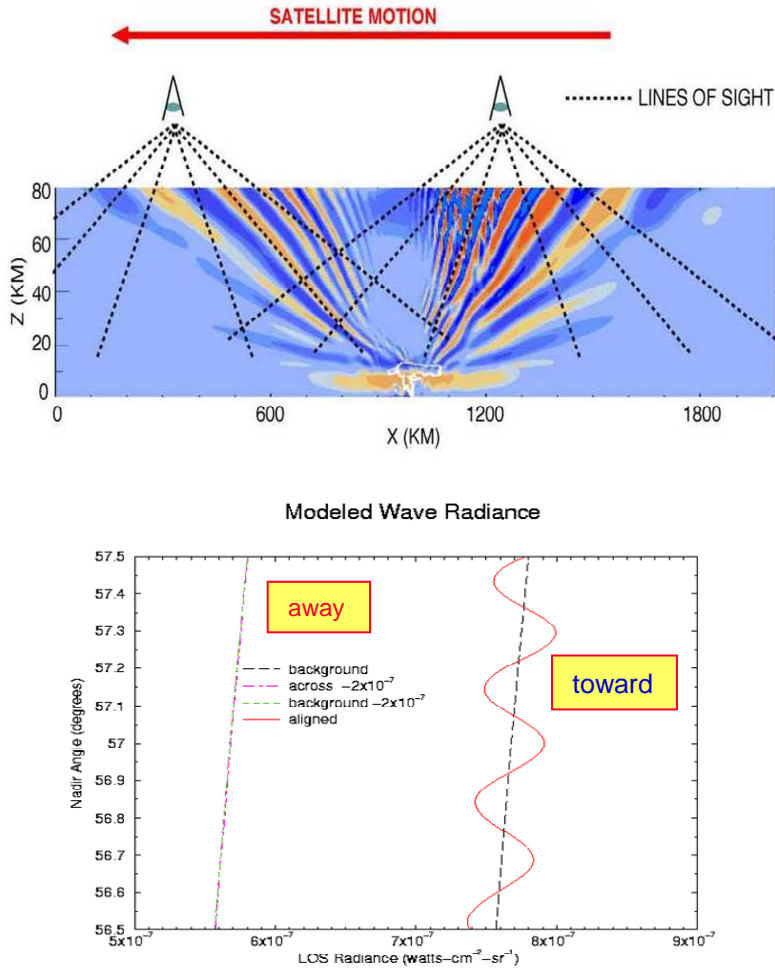 SATELLITE MOTION
LINES OF SIGHT
80
60
40
20
0
Z (KM)
0 600 1200 1800
X (KM)
Modeled Wave Radiance
57.5
57.4
57.3
57.2
57.1
57
56.9
56.8
56.7
56.6
56.5
Nadir Angle (degrees)
away
background
across −2x10⁻⁷
background −2x10⁻⁷
aligned
toward
5x10⁻⁷ 6x10⁻⁷ 7x10⁻⁷ 8x10⁻⁷ 9x10⁻⁷
LOS Radiance (watts−cm⁻²−sr⁻¹)